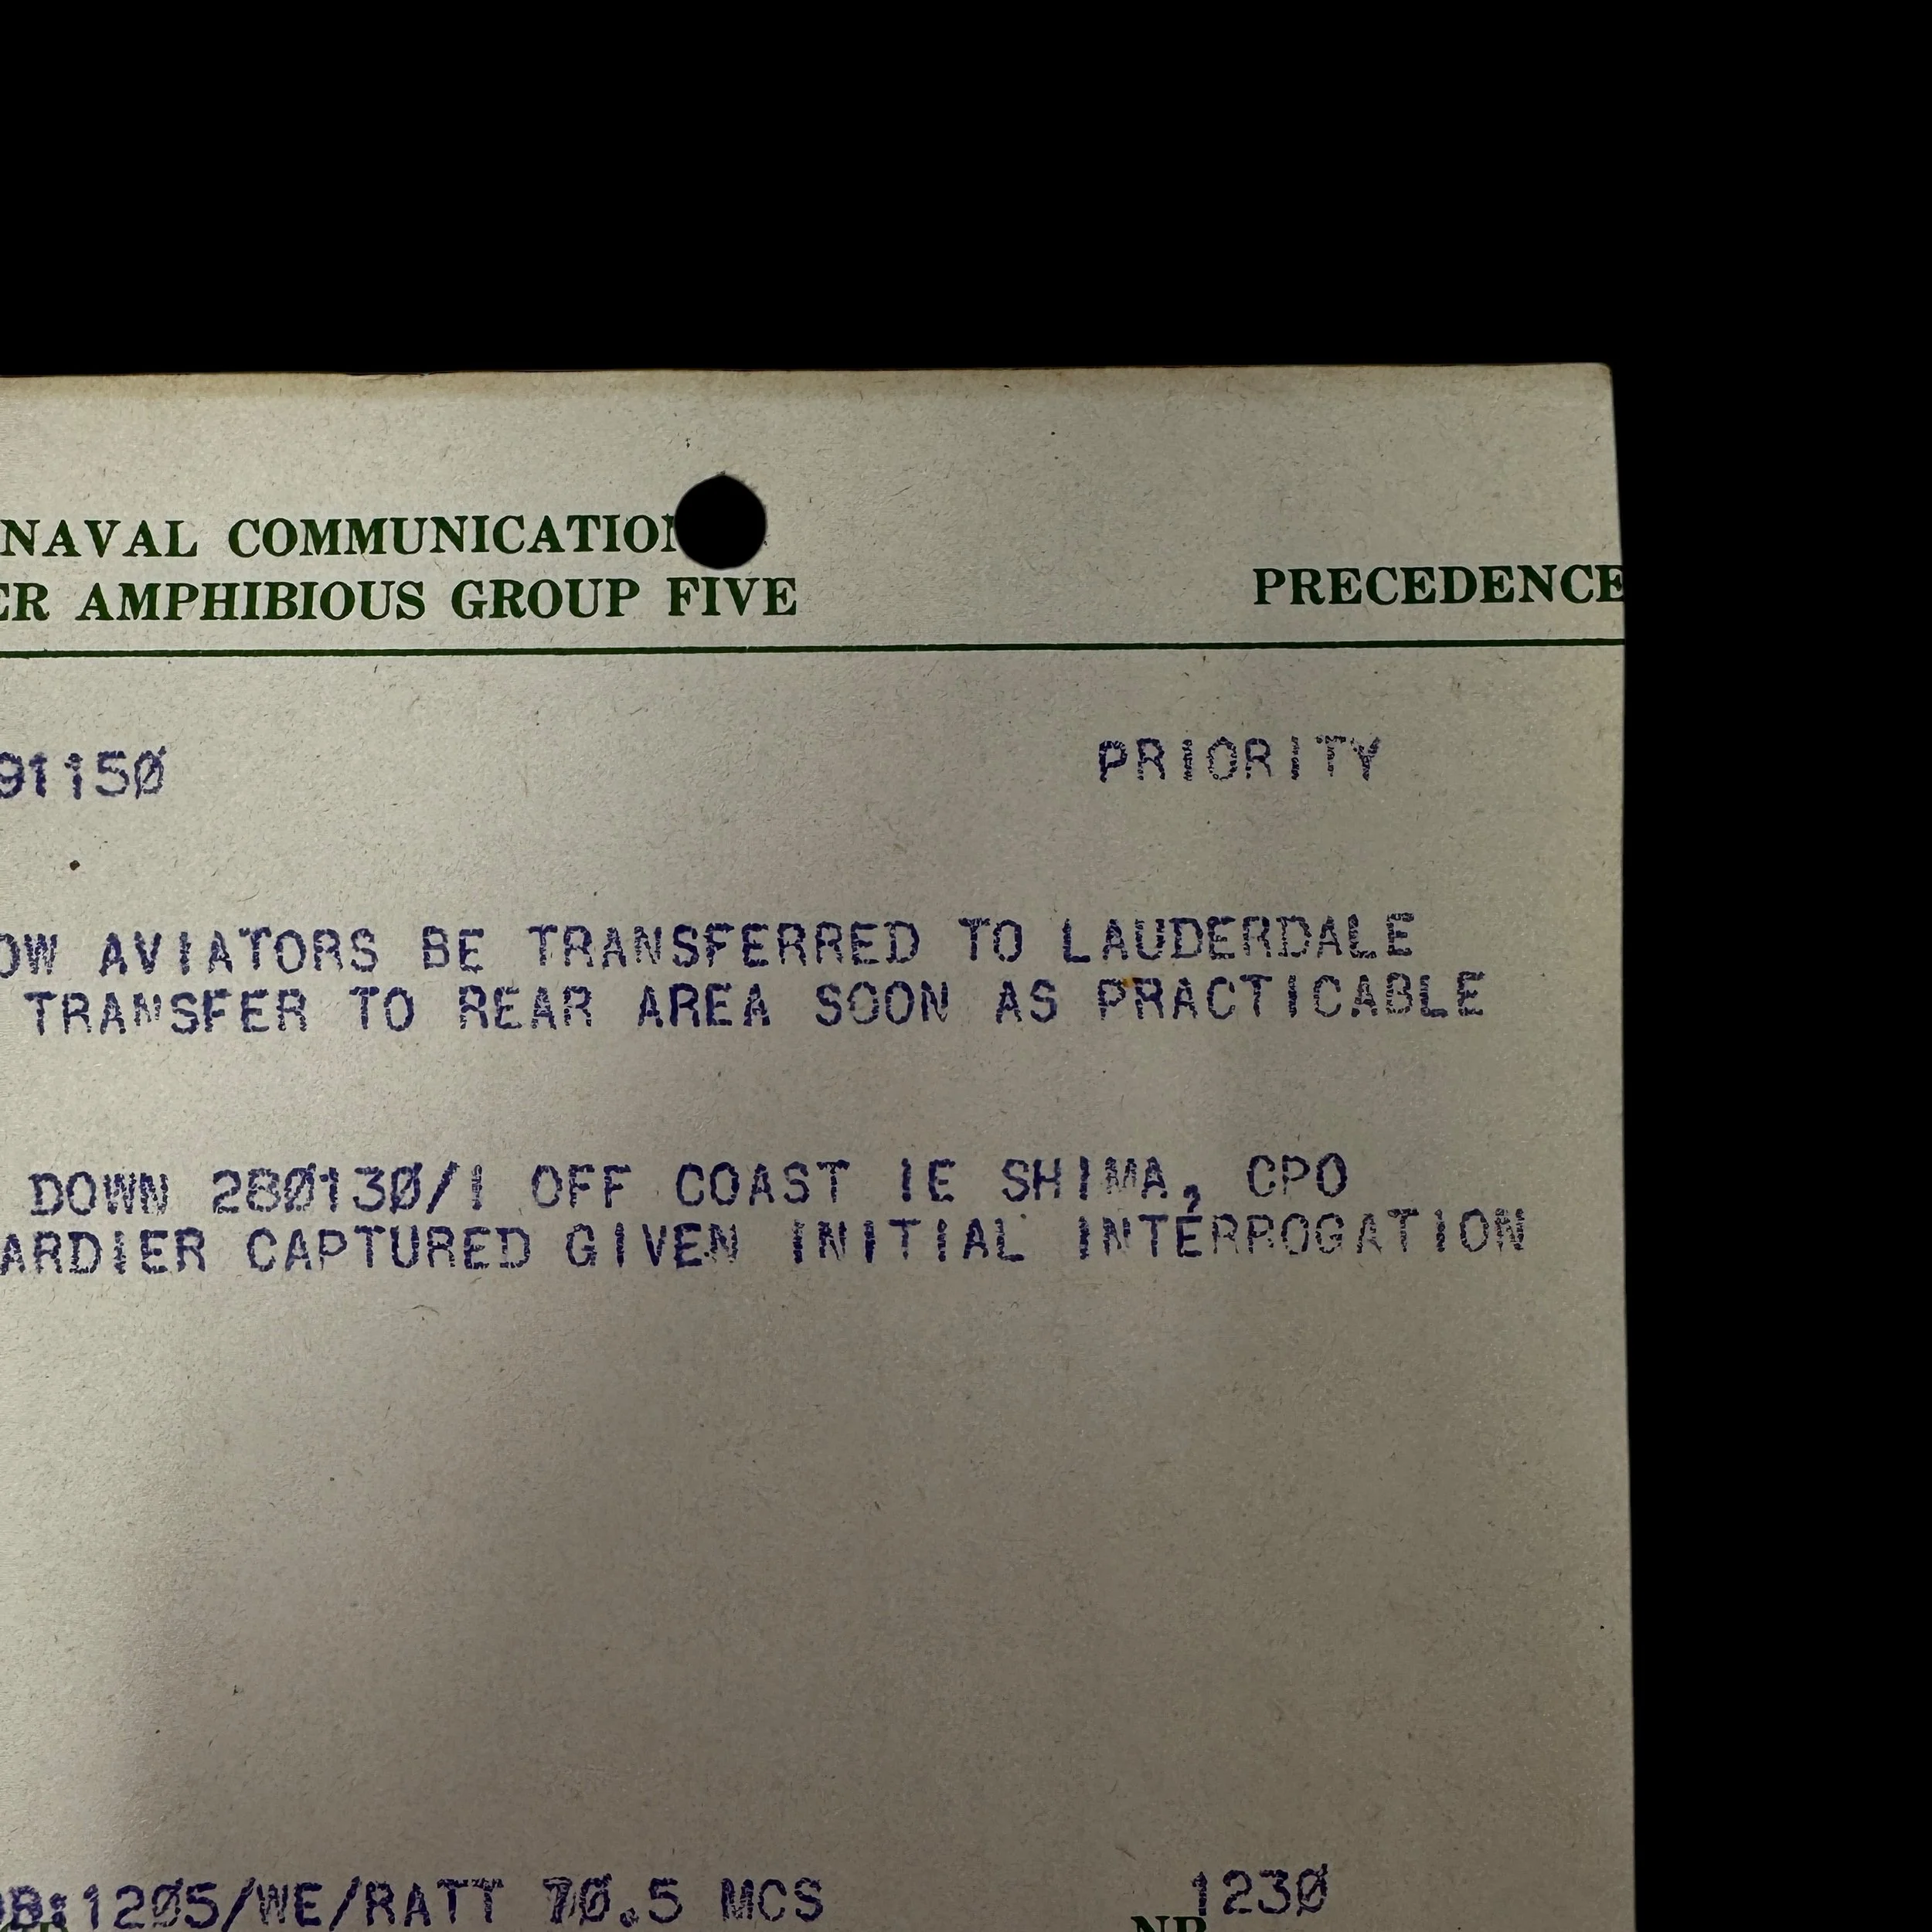 NAVAL COMMUNICATION
ER AMPHIBIOUS GROUP FIVE
PRECEDENCE
91150
PRIORITY
OW AVIATORS BE TRANSFERRED TO LAUDERDALE
TRANSFER TO REAR AREA SOON AS PRACTICABLE
DOWN 280130/I OFF COAST IE SHIMA, CPO
ARDIER CAPTURED GIVEN INITIAL INTERROGATION
1205/WE/RATT 70.5 MCS
1230
NR